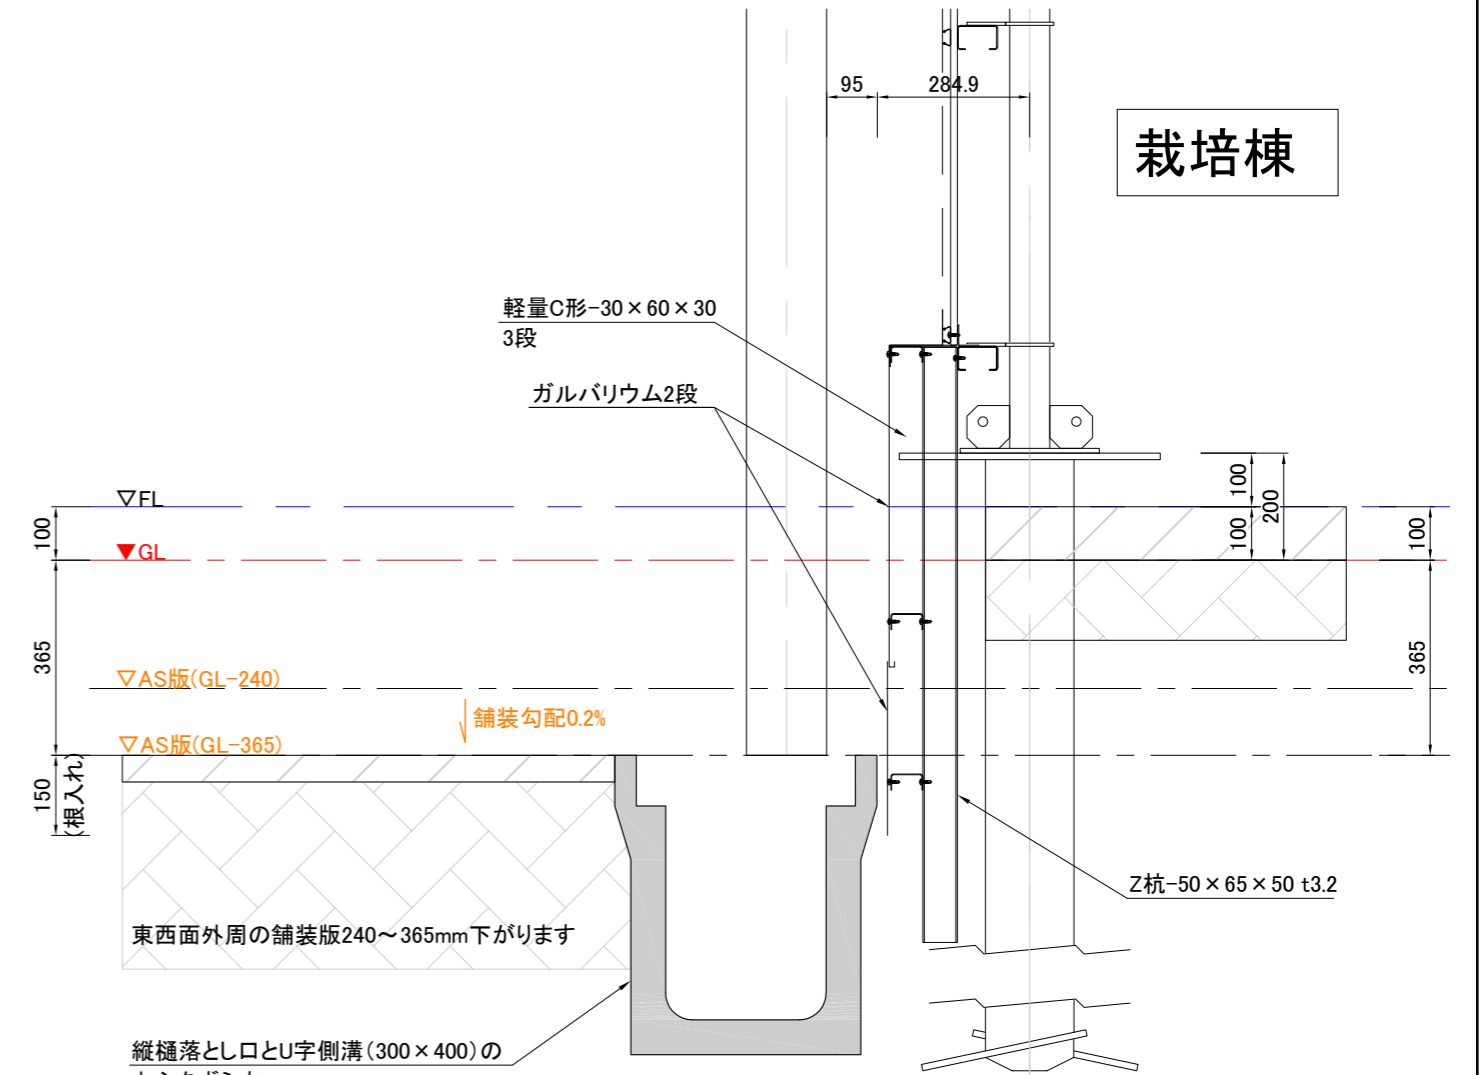 95
284.9
栽培棟
軽量C形-30×60×30
3段
ガルバリウム2段
▽FL
100
▼GL
365
▽AS版(GL-240)
舗装勾配0.2%
▽AS版(GL-365)
150
(根入れ)
100
100
200
100
365
Z杭-50×65×50 t3.2
東西面外周の舗装版240～365mm下がります
縦樋落とし口とU字側溝(300×400)の